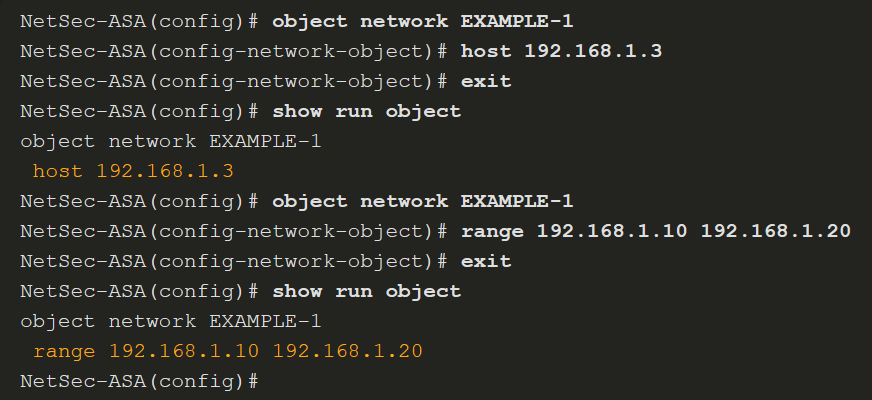 NetSec-ASA(config)# object network EXAMPLE-1
NetSec-ASA(config-network-object)# host 192.168.1.3
NetSec-ASA(config-network-object)# exit
NetSec-ASA(config)# show run object
object network EXAMPLE-1
 host 192.168.1.3
NetSec-ASA(config)# object network EXAMPLE-1
NetSec-ASA(config-network-object)# range 192.168.1.10 192.168.1.20
NetSec-ASA(config-network-object)# exit
NetSec-ASA(config)# show run object
object network EXAMPLE-1
 range 192.168.1.10 192.168.1.20
NetSec-ASA(config)#